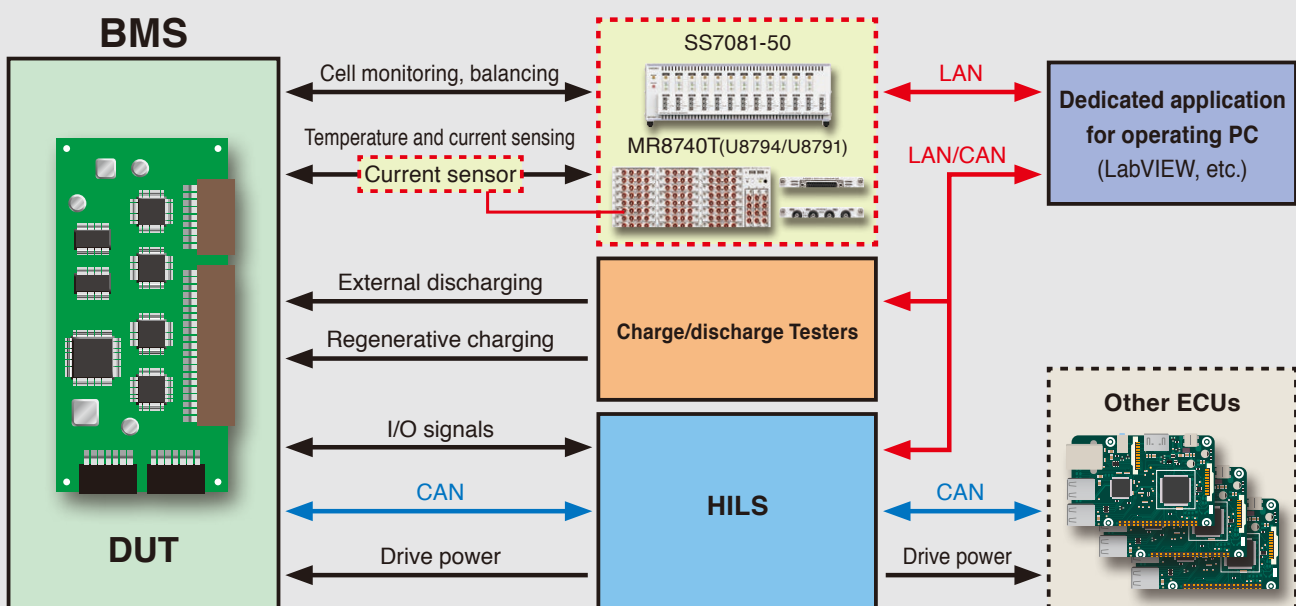 BMS
DUT
Cell monitoring, balancing
Temperature and current sensing
Current sensor
External discharging
Regenerative charging
I/O signals
CAN
Drive power
SS7081-50
MR8740T(U8794/U8791)
Charge/discharge Testers
HILS
LAN
LAN/CAN
CAN
Drive power
Dedicated application
for operating PC
(LabVIEW, etc.)
Other ECUs